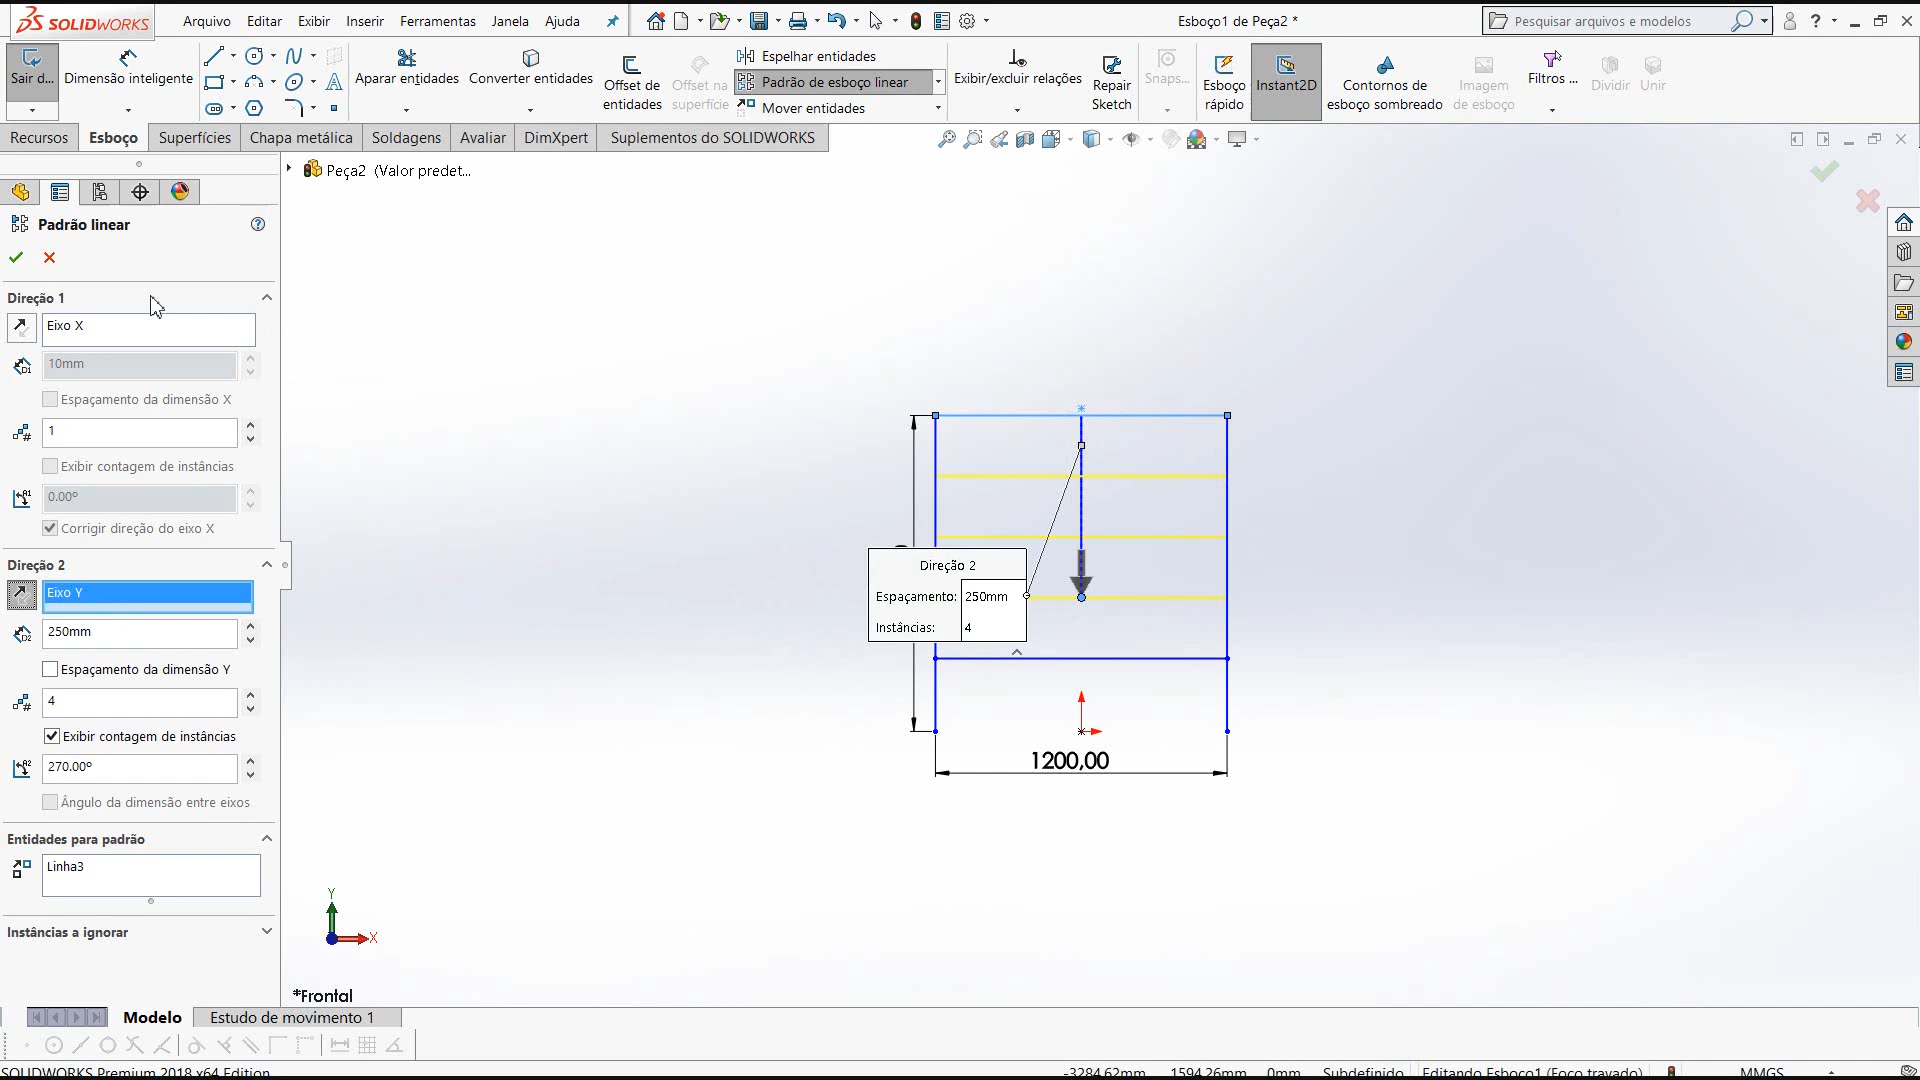 SOLIDWORKS
Arquivo Editar Exibir Inserir Ferramentas Janela Ajuda
Esboço1 de Peça2 *
Pesquisar arquivos e modelos
Sair d...
Dimensão inteligente
Aparar entidades
Converter entidades
Offset de entidades
Offset na superfície
Espelhar entidades
Padrão de esboço linear
Mover entidades
Exibir/excluir relações
Repair Sketch
Snaps...
Esboço rápido
Instant2D
Contornos de esboço sombreado
Imagem de esboço
Filtros ...
Dividir
Unir
Recursos Esboço Superfícies Chapa metálica Soldagens Avaliar DimXpert Suplementos do SOLIDWORKS
Peça2 (Valor predet...
Padrão linear
Direção 1
Eixo X
10mm
Espaçamento da dimensão X
1
Exibir contagem de instâncias
0.00º
Corrigir direção do eixo X
Direção 2
Eixo Y
250mm
Espaçamento da dimensão Y
4
Exibir contagem de instâncias
270.00º
Ângulo da dimensão entre eixos
Entidades para padrão
Linha3
Instâncias a ignorar
Direção 2
Espaçamento: 250mm
Instâncias: 4
1200,00
Y
X
*Frontal
Modelo Estudo de movimento 1
SOLIDWORKS Premium 2018 x64 Edition
-3284.62mm 1594.26mm 0mm Subdefinido Editando Esboço1 (Foco travado) MMGS